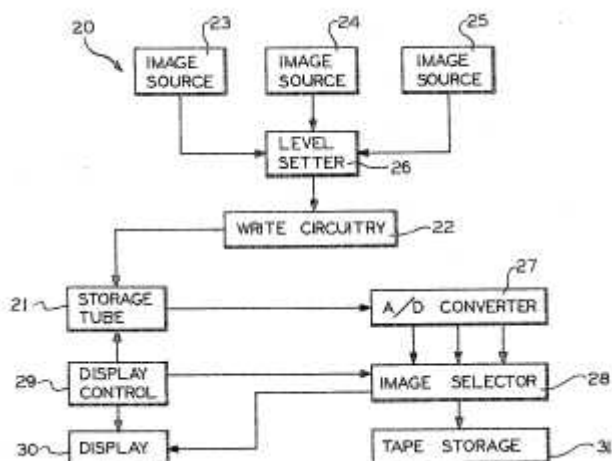 20
23
24
25
IMAGE
SOURCE
IMAGE
SOURCE
IMAGE
SOURCE
LEVEL
SETTER
26
WRITE CIRCUITRY
22
27
21
STORAGE
TUBE
A/D CONVERTER
29
DISPLAY
CONTROL
IMAGE SELECTOR
28
30
DISPLAY
TAPE STORAGE
31